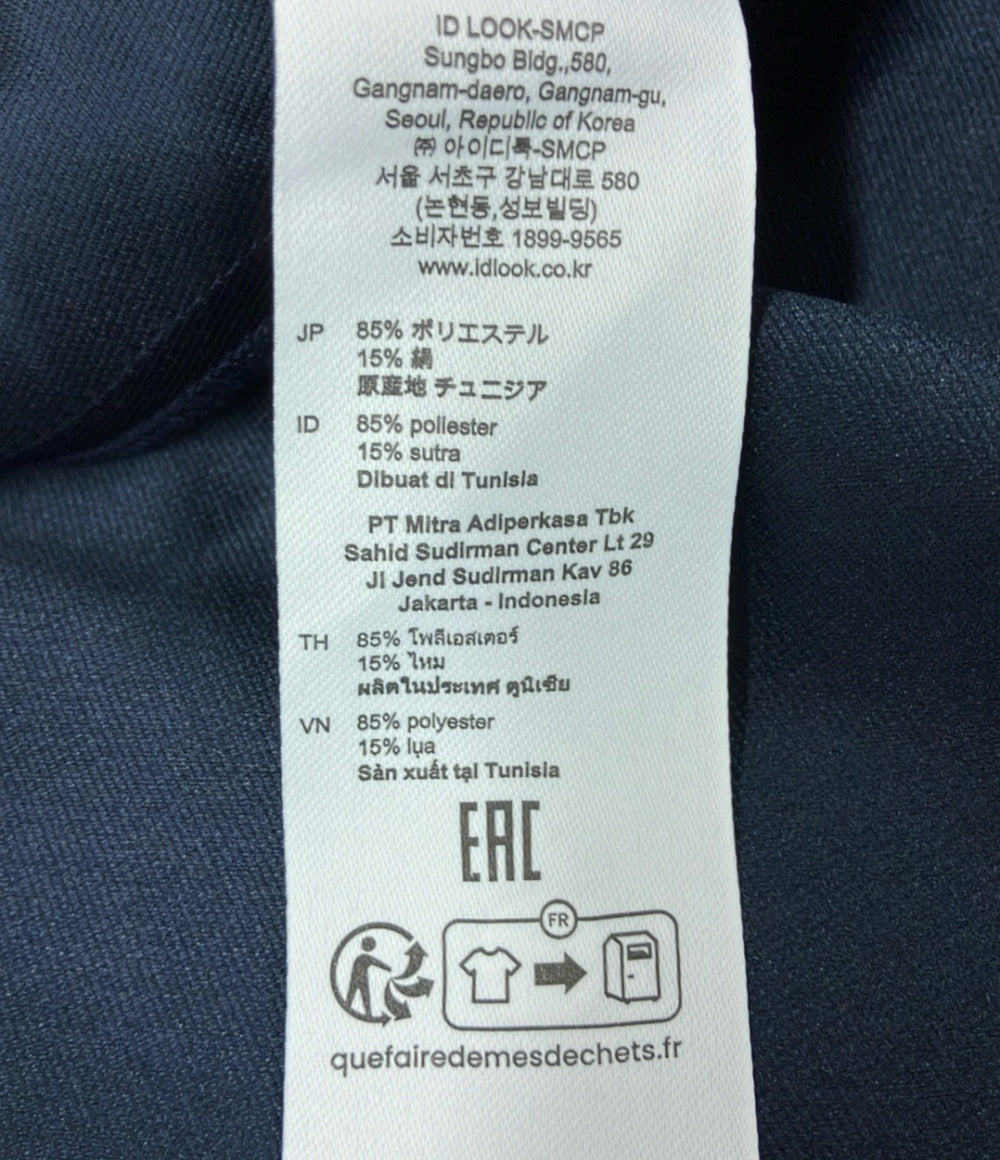 ID LOOK-SMCP
Sungbo Bldg.,580,
Gangnam-daero, Gangnam-gu,
Seoul, Republic of Korea
㈜ 아이디룩-SMCP
서울 서초구 강남대로 580
(논현동,성보빌딩)
소비자번호 1899-9565
www.idlook.co.kr
JP 85% ポリエステル
15% 絹
原産地 チュニジア
ID 85% poliester
15% sutra
Dibuat di Tunisia
PT Mitra Adiperkasa Tbk
Sahid Sudirman Center Lt 29
Jl Jend Sudirman Kav 86
Jakarta - Indonesia
TH 85% โพลีเอสเตอร์
15% ไหม
ผลิตในประเทศ ตูนิเซีย
VN 85% polyester
15% lụa
Sản xuất tại Tunisia
EAC
FR
quefairedemesdechets.fr